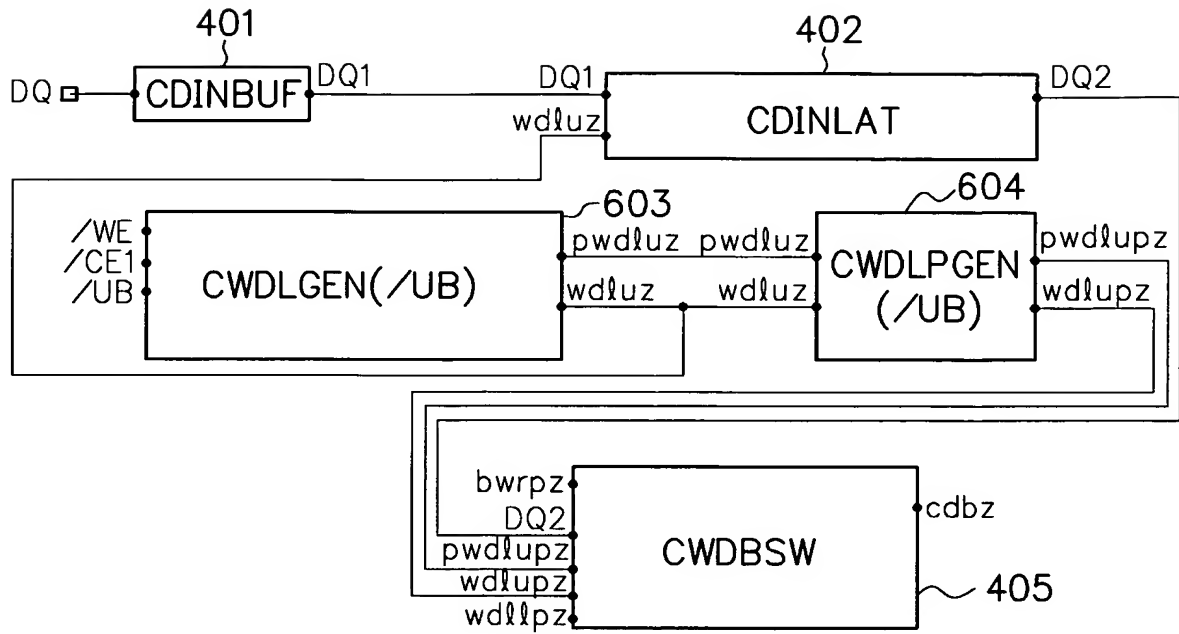 401
402
DQ
CDINBUF
DQ1
DQ1
wdℓuz
CDINLAT
DQ2
603
604
/WE
/CE1
/UB
CWDLGEN(/UB)
pwdℓuz
pwdℓuz
wdℓuz
wdℓuz
CWDLPGEN
(/UB)
pwdℓupz
wdℓupz
bwrpz
DQ2
pwdℓupz
wdℓupz
wdℓℓpz
CWDBSW
cdbz
405